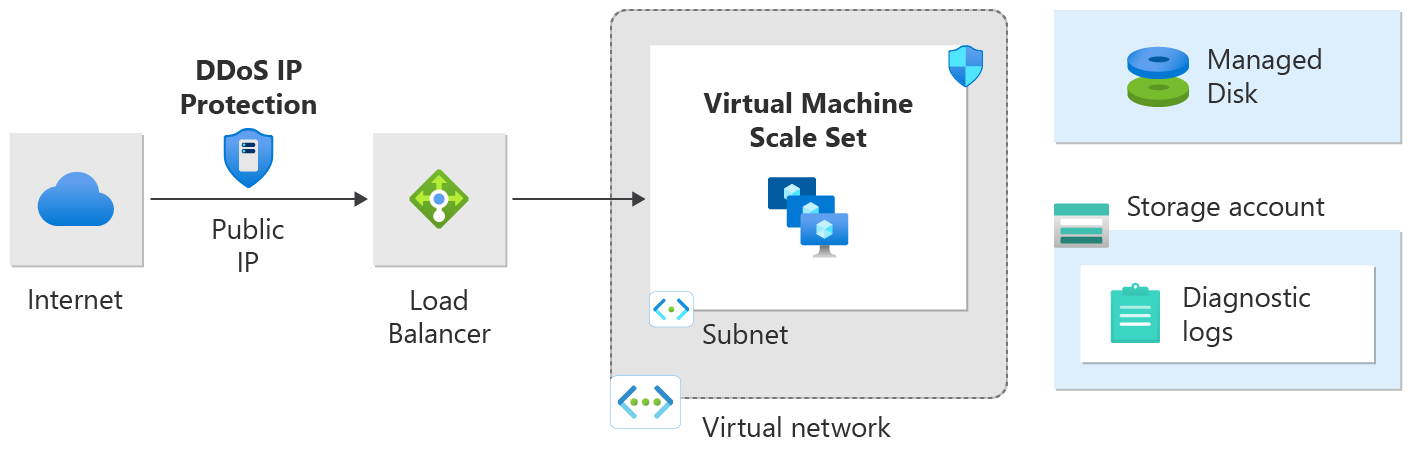 DDoS IP
Protection
Public
IP
Internet
Load
Balancer
Virtual Machine
Scale Set
Subnet
Virtual network
Managed
Disk
Storage account
Diagnostic
logs